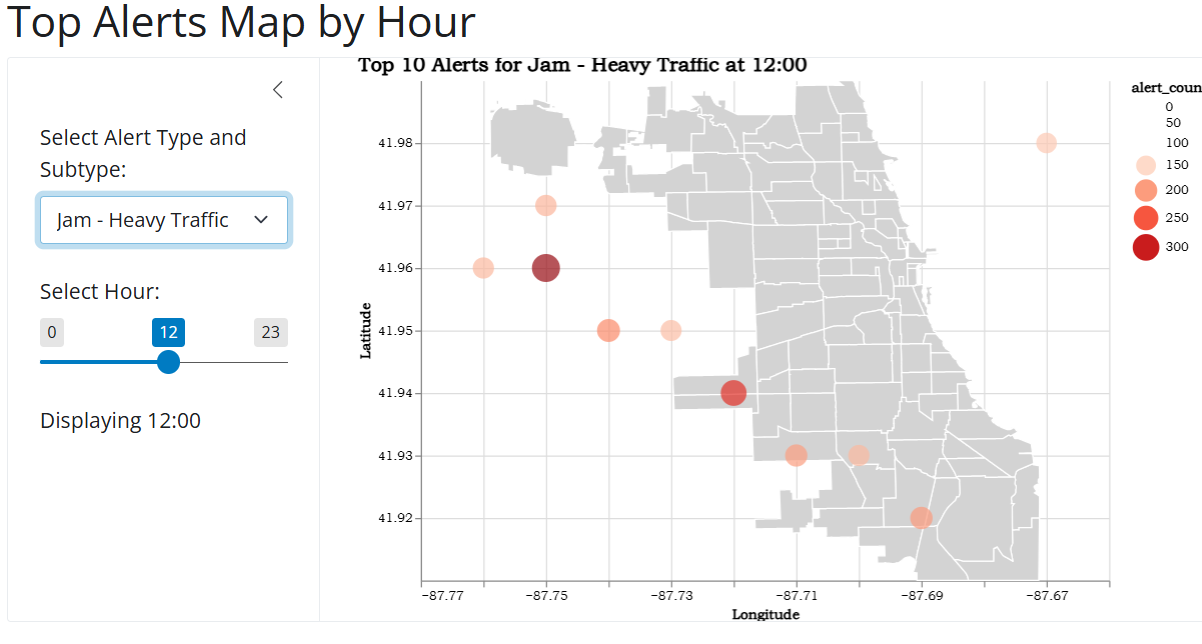 Top Alerts Map by Hour
Select Alert Type and
Subtype:
Jam - Heavy Traffic
Select Hour:
0 12 23
Displaying 12:00
Top 10 Alerts for Jam - Heavy Traffic at 12:00
alert_coun
0
50
100
150
200
250
300
Latitude
41.98
41.97
41.96
41.95
41.94
41.93
41.92
−87.77 −87.75 −87.73 −87.71 −87.69 −87.67
Longitude